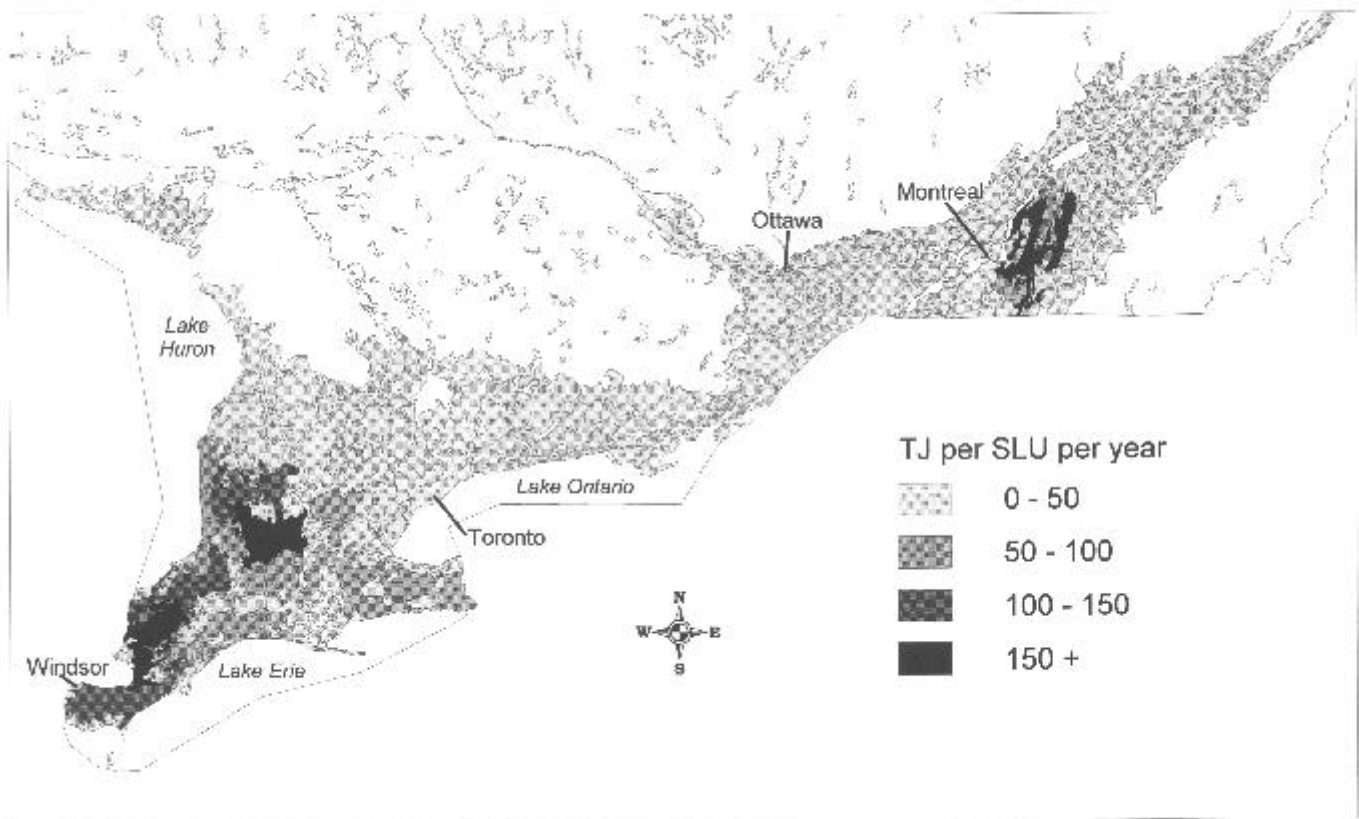 Montreal
Ottawa
Lake
Huron
TJ per SLU per year
0 - 50
Lake Ontario
Toronto
50 - 100
100 - 150
N
W E
S
150 +
Windsor
Lake Erie